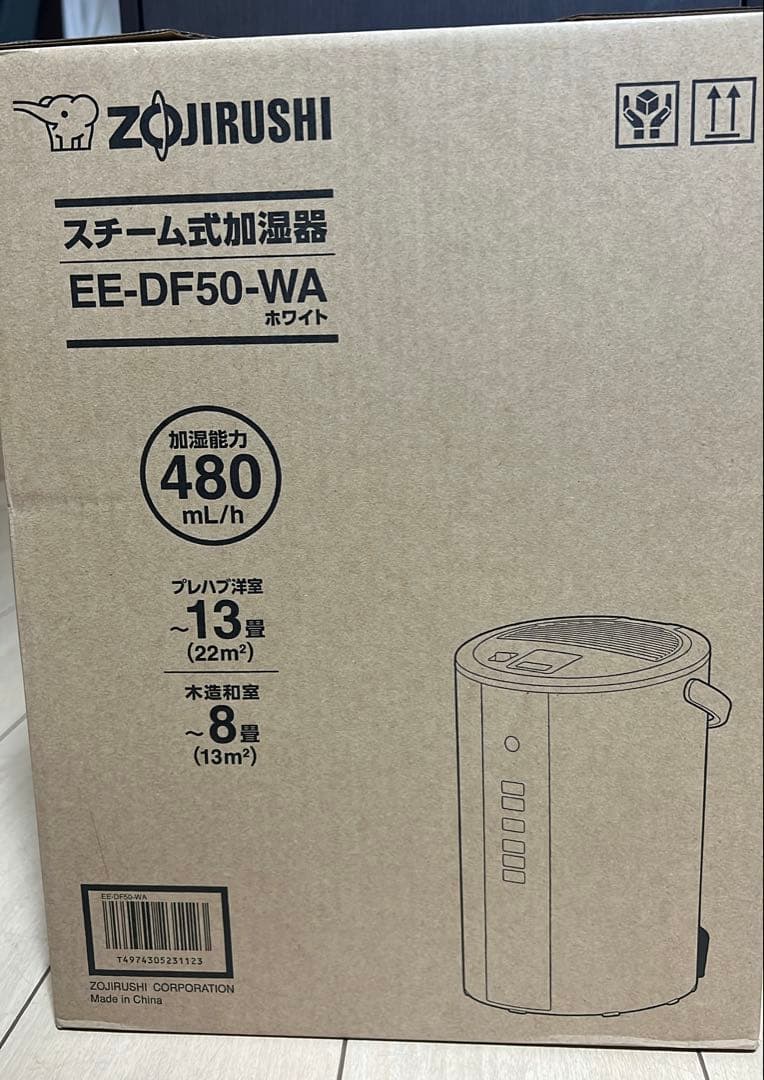 ZOJIRUSHI
スチーム式加湿器
EE-DF50-WA
ホワイト
加湿能力
480
mL/h
プレハブ洋室
~13畳
(22m²)
木造和室
~8畳
(13m²)
EE-DF50-WA
T4974305231123
ZOJIRUSHI CORPORATION
Made in China